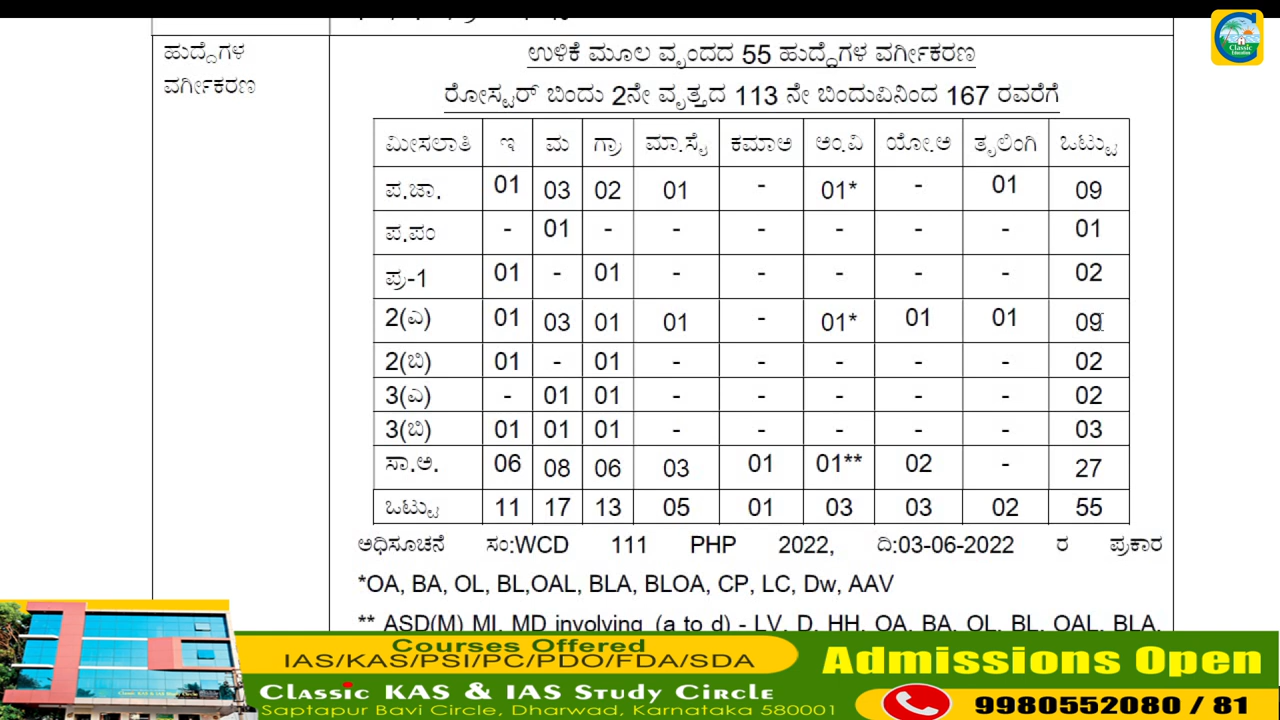 ಹುದ್ದೆಗಳ
ವರ್ಗೀಕರಣ
ಉಳಿಕೆ ಮೂಲ ವೃಂದದ 55 ಹುದ್ದೆಗಳ ವರ್ಗೀಕರಣ
ರೋಸ್ಟರ್ ಬಿಂದು 2ನೇ ವೃತ್ತದ 113 ನೇ ಬಿಂದುವಿನಿಂದ 167 ರವರೆಗೆ
ಮೀಸಲಾತಿ ಇ ಮ ಗ್ರಾ ಮಾ.ಸೈ ಕಮಾಅ ಅಂ.ವಿ ಯೋ.ಅ ತೃಲಿಂಗಿ ಒಟ್ಟು
ಪ.ಜಾ. 01 03 02 01 - 01* - 01 09
ಪ.ಪಂ - 01 - - - - - - 01
ಪ್ರ-1 01 - 01 - - - - - 02
2(ಎ) 01 03 01 01 - 01* 01 01 09
2(ಬಿ) 01 - 01 - - - - - 02
3(ಎ) - 01 01 - - - - - 02
3(ಬಿ) 01 01 01 - - - - - 03
ಸಾ.ಅ. 06 08 06 03 01 01** 02 - 27
ಒಟ್ಟು 11 17 13 05 01 03 03 02 55
ಅಧಿಸೂಚನೆ ಸಂ:WCD 111 PHP 2022, ದಿ:03-06-2022 ರ ಪ್ರಕಾರ
*OA, BA, OL, BL,OAL, BLA, BLOA, CP, LC, Dw, AAV
** ASD(M) MI, MD involving (a to d) - LV, D, HH, OA, BA, OL, BL, OAL, BLA,
Classic
Education
Courses Offered
IAS/KAS/PSI/PC/PDO/FDA/SDA
Classic KAS & IAS Study Circle
Saptapur Bavi Circle, Dharwad, Karnataka 580001
Admissions Open
9980552080 / 81